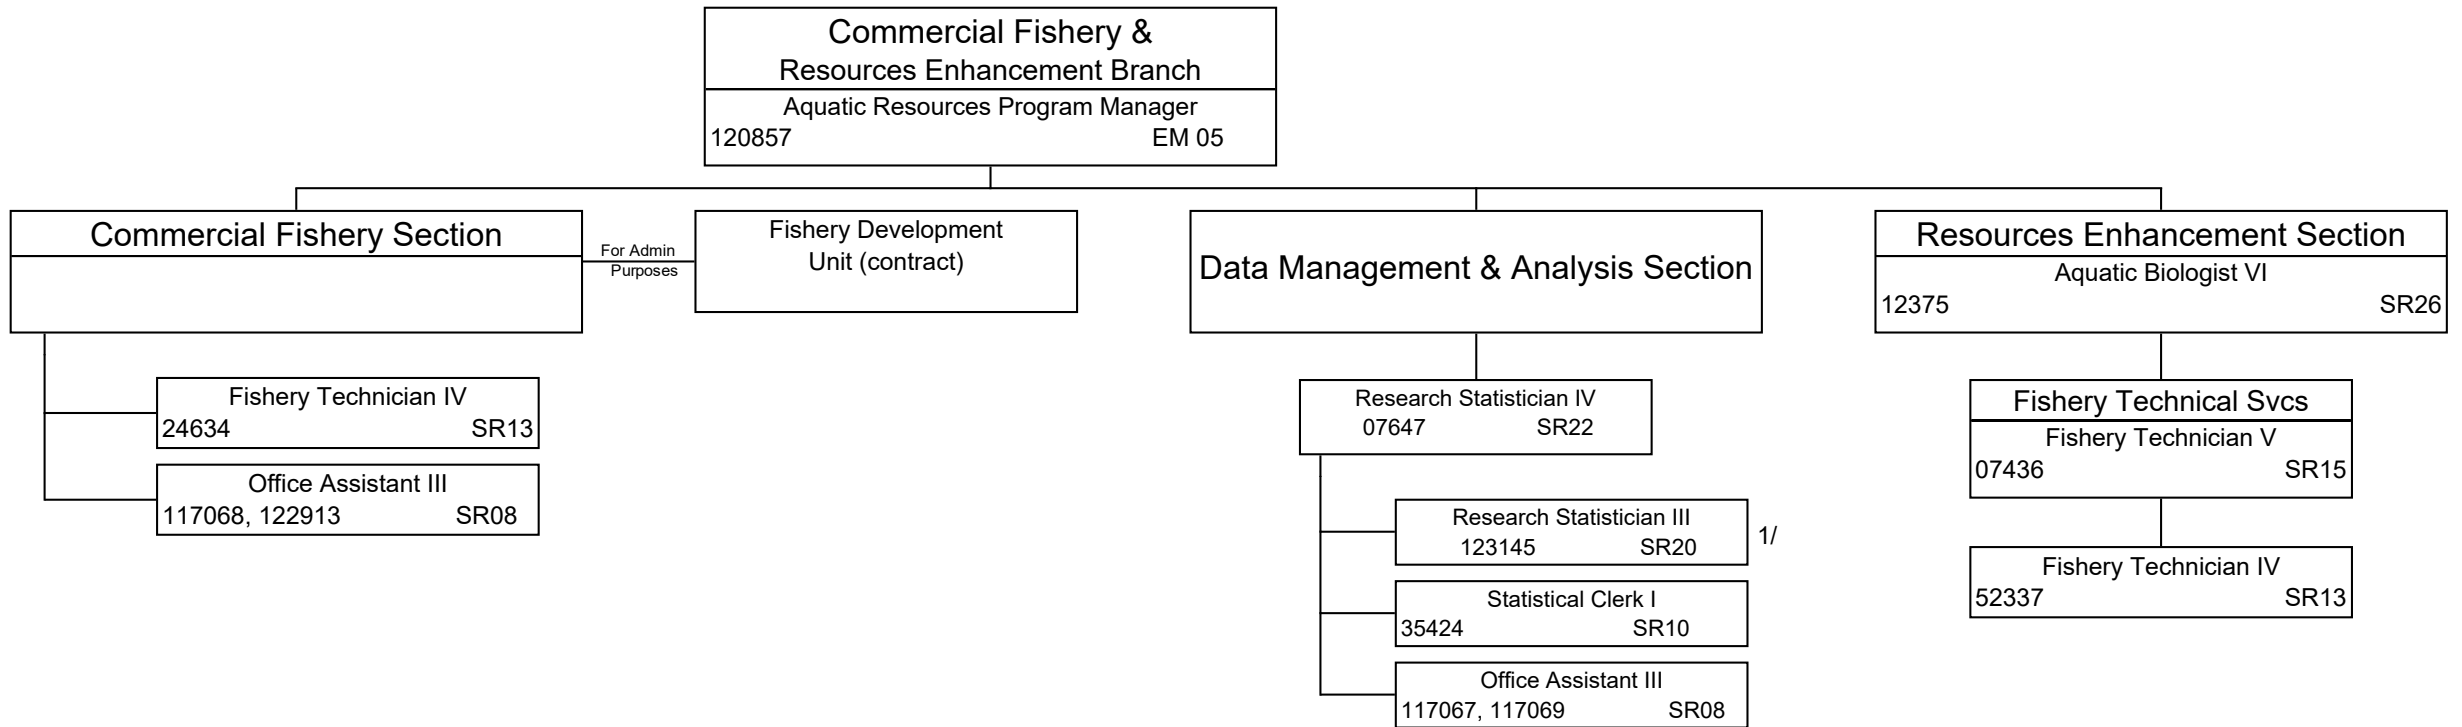 Commercial Fishery &
Resources Enhancement Branch
Aquatic Resources Program Manager
120857 EM 05
Commercial Fishery Section
For Admin
Purposes
Fishery Development
Unit (contract)
Data Management & Analysis Section
Resources Enhancement Section
Aquatic Biologist VI
12375 SR26
Fishery Technician IV
24634 SR13
Office Assistant III
117068, 122913 SR08
Research Statistician IV
07647 SR22
Research Statistician III
123145 SR20
1/
Statistical Clerk I
35424 SR10
Office Assistant III
117067, 117069 SR08
Fishery Technical Svcs
Fishery Technician V
07436 SR15
Fishery Technician IV
52337 SR13